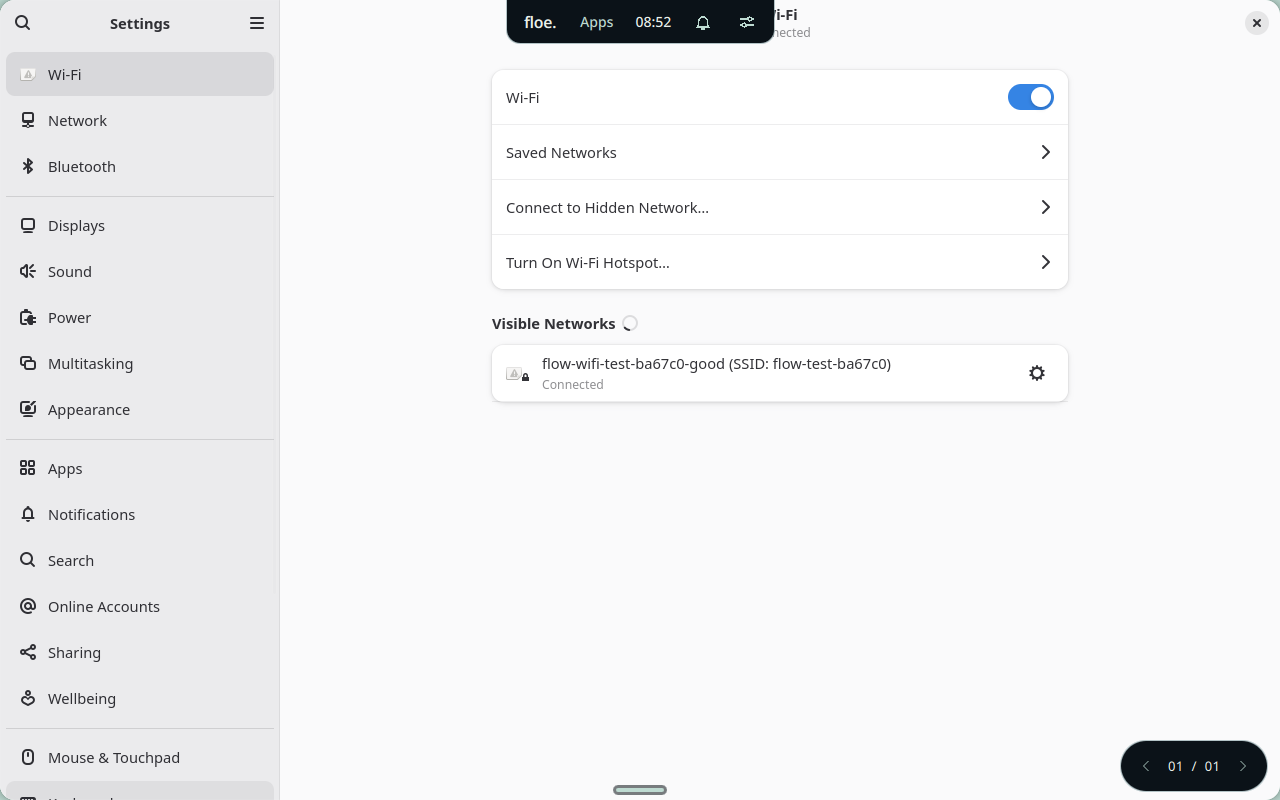 Settings
floe. Apps 08:52
Wi-Fi
Network
Bluetooth
Displays
Sound
Power
Multitasking
Appearance
Apps
Notifications
Search
Online Accounts
Sharing
Wellbeing
Mouse & Touchpad
Wi-Fi
Saved Networks
Connect to Hidden Network...
Turn On Wi-Fi Hotspot...
Visible Networks
flow-wifi-test-ba67c0-good (SSID: flow-test-ba67c0)
Connected
01 / 01